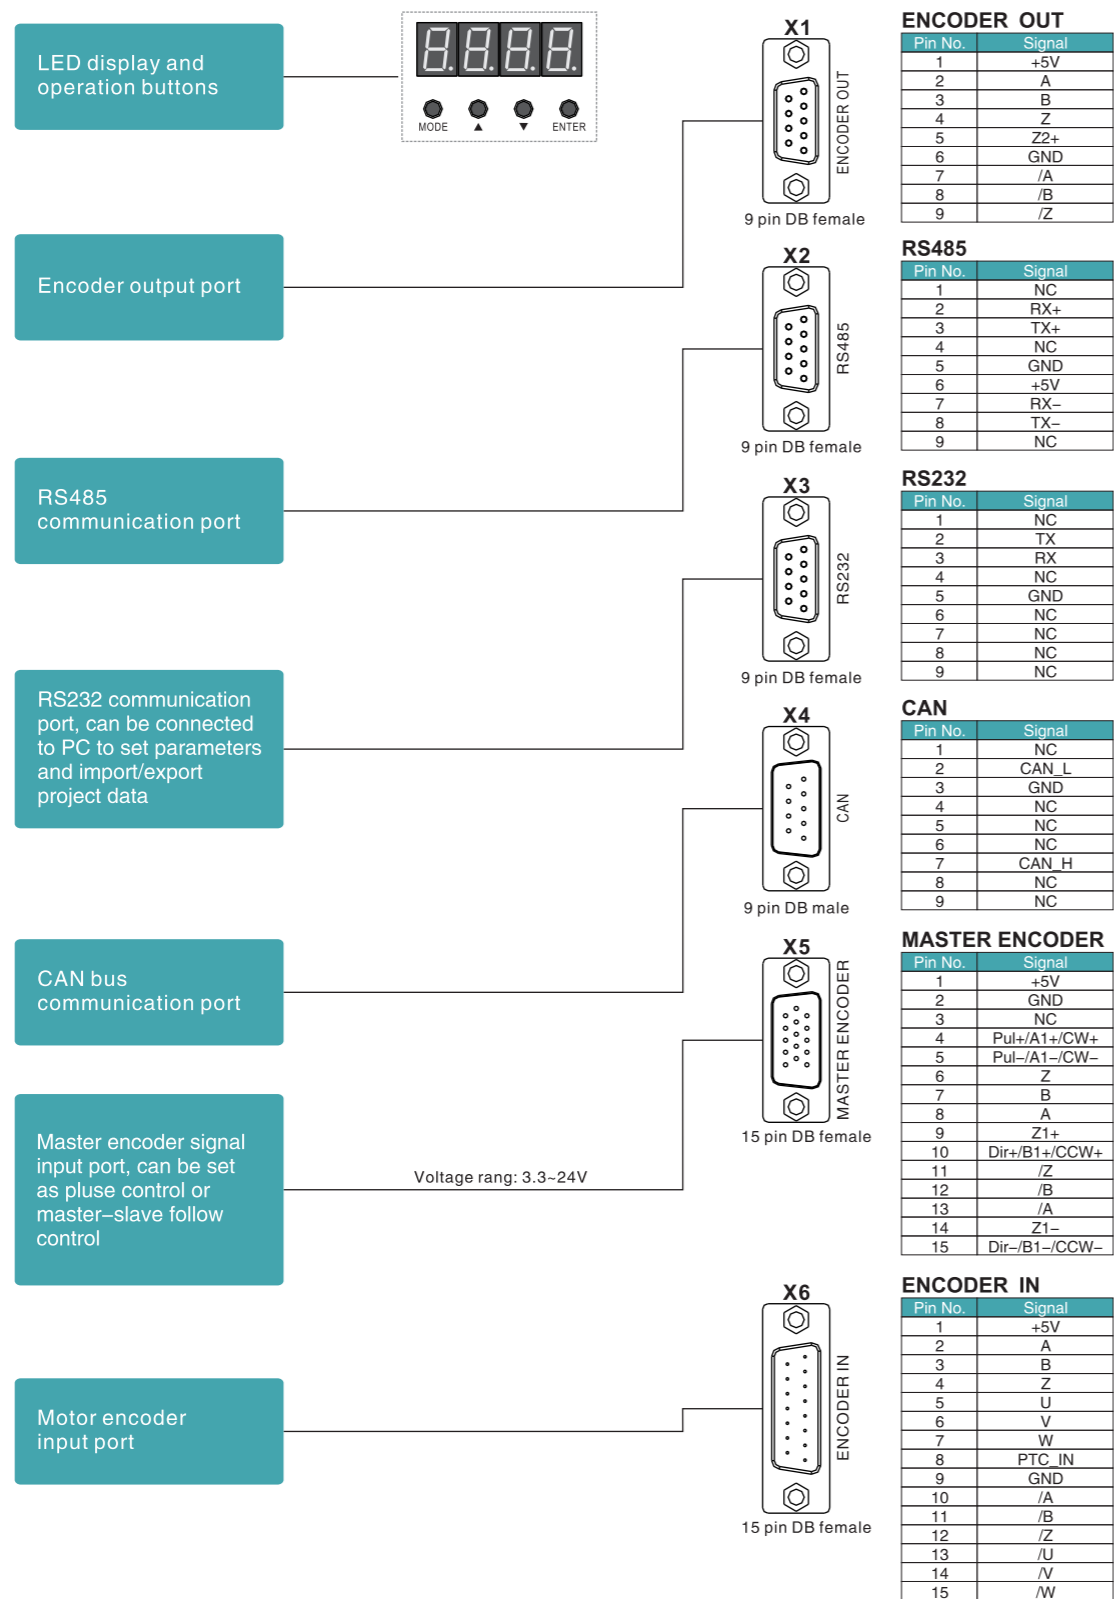 LED display and
operation buttons
MODE ▲ ▼ ENTER
X1
ENCODER OUT
9 pin DB female
ENCODER OUT
Pin No. Signal
1 +5V
2 A
3 B
4 Z
5 Z2+
6 GND
7 /A
8 /B
9 /Z
Encoder output port
X2
RS485
9 pin DB female
RS485
Pin No. Signal
1 NC
2 RX+
3 TX+
4 NC
5 GND
6 +5V
7 RX−
8 TX−
9 NC
RS485
communication port
X3
RS232
9 pin DB female
RS232
Pin No. Signal
1 NC
2 TX
3 RX
4 NC
5 GND
6 NC
7 NC
8 NC
9 NC
RS232 communication
port, can be connected
to PC to set parameters
and import/export
project data
X4
CAN
9 pin DB male
CAN
Pin No. Signal
1 NC
2 CAN_L
3 GND
4 NC
5 NC
6 NC
7 CAN_H
8 NC
9 NC
CAN bus
communication port
X5
MASTER ENCODER
15 pin DB female
MASTER ENCODER
Pin No. Signal
1 +5V
2 GND
3 NC
4 Pul+/A1+/CW+
5 Pul−/A1−/CW−
6 Z
7 B
8 A
9 Z1+
10 Dir+/B1+/CCW+
11 /Z
12 /B
13 /A
14 Z1−
15 Dir−/B1−/CCW−
Master encoder signal
input port, can be set
as pluse control or
master−slave follow
control
Voltage rang: 3.3~24V
X6
ENCODER IN
15 pin DB female
ENCODER IN
Pin No. Signal
1 +5V
2 A
3 B
4 Z
5 U
6 V
7 W
8 PTC_IN
9 GND
10 /A
11 /B
12 /Z
13 /U
14 /V
15 /W
Motor encoder
input port